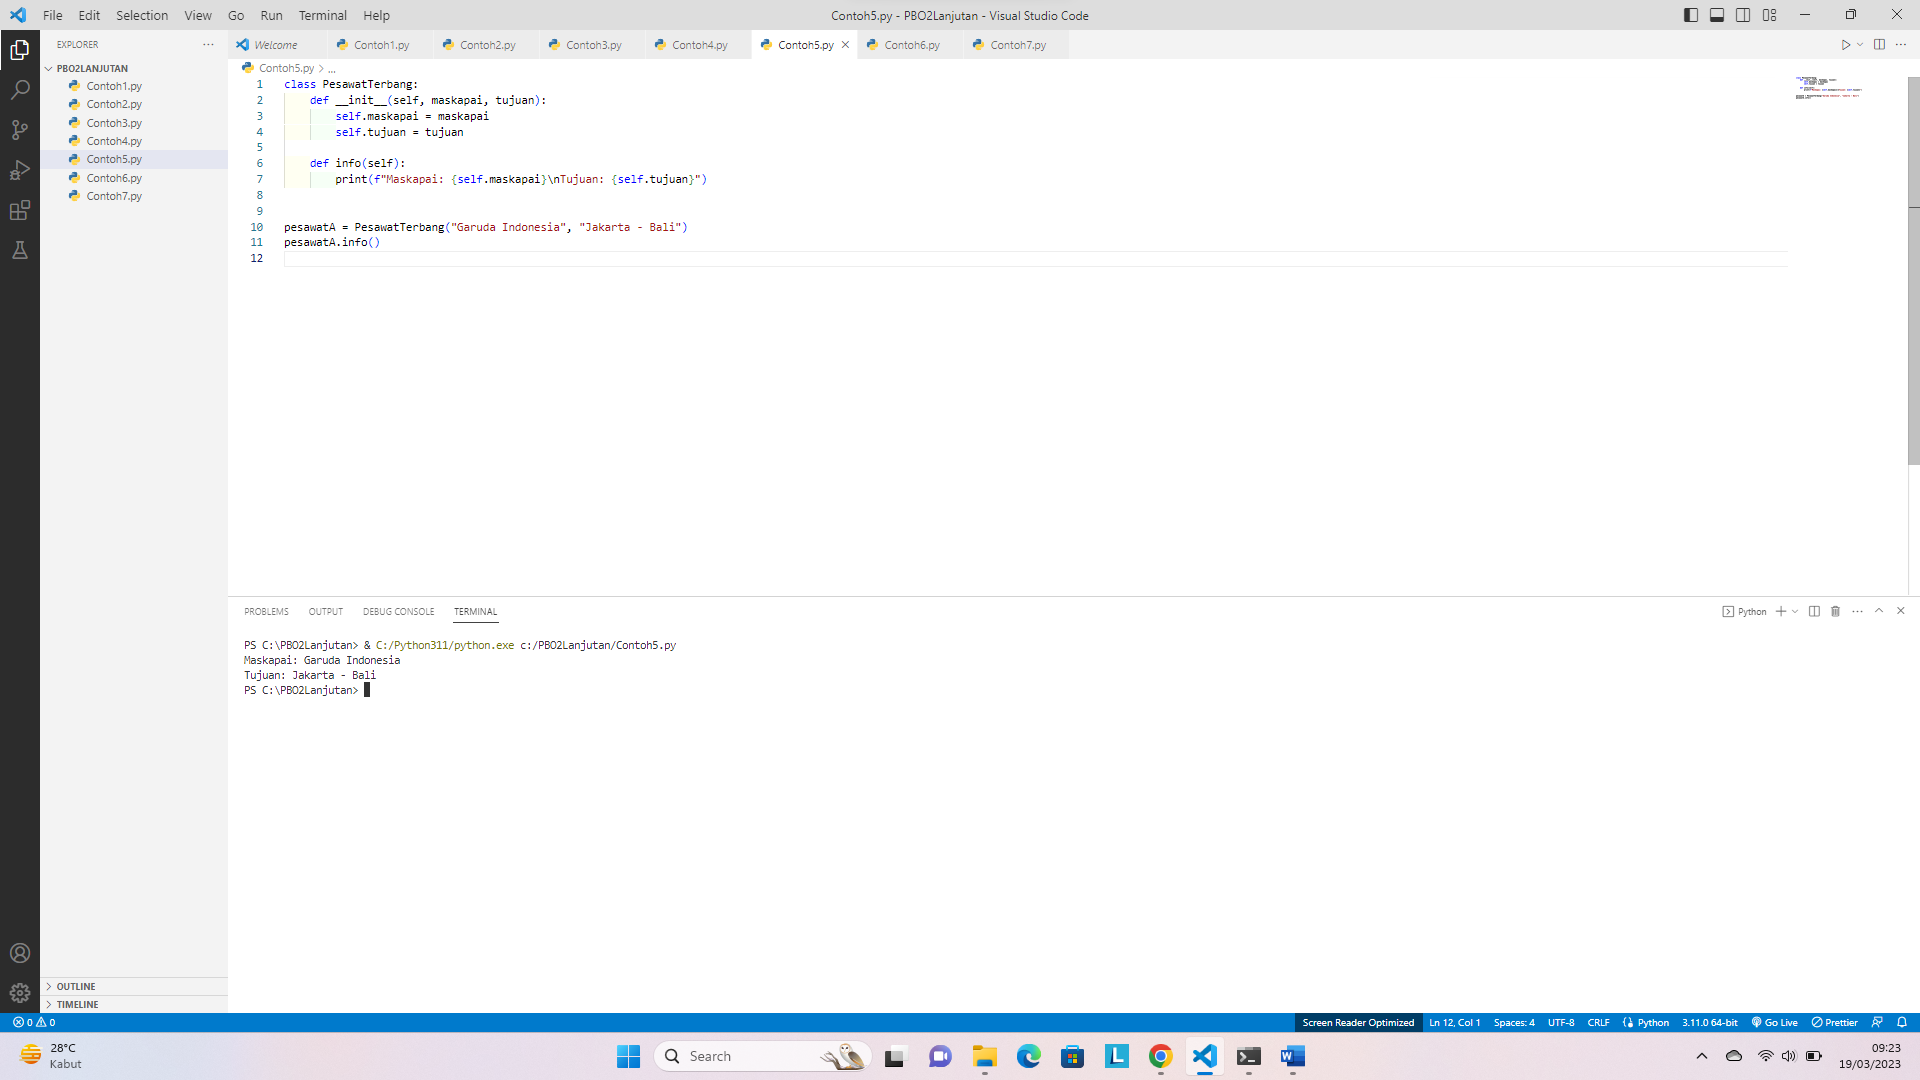 File Edit Selection View Go Run Terminal Help
Contoh5.py - PBO2Lanjutan - Visual Studio Code
EXPLORER
PBO2LANJUTAN
Contoh1.py
Contoh2.py
Contoh3.py
Contoh4.py
Contoh5.py
Contoh6.py
Contoh7.py
OUTLINE
TIMELINE
Welcome Contoh1.py Contoh2.py Contoh3.py Contoh4.py Contoh5.py Contoh6.py Contoh7.py
Contoh5.py > ...
1 class PesawatTerbang:
2     def __init__(self, maskapai, tujuan):
3         self.maskapai = maskapai
4         self.tujuan = tujuan
5
6     def info(self):
7         print(f"Maskapai: {self.maskapai}\nTujuan: {self.tujuan}")
8
9
10 pesawatA = PesawatTerbang("Garuda Indonesia", "Jakarta - Bali")
11 pesawatA.info()
12
PROBLEMS OUTPUT DEBUG CONSOLE TERMINAL
Python
PS C:\PBO2Lanjutan> & C:/Python311/python.exe c:/PBO2Lanjutan/Contoh5.py
Maskapai: Garuda Indonesia
Tujuan: Jakarta - Bali
PS C:\PBO2Lanjutan>
0 0
Screen Reader Optimized Ln 12, Col 1 Spaces: 4 UTF-8 CRLF Python 3.11.0 64-bit Go Live Prettier
28°C
Kabut
Search
09:23
19/03/2023